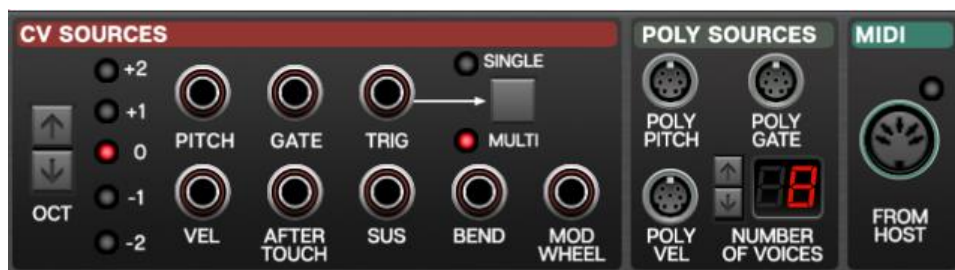 CV SOURCES
POLY SOURCES
MIDI
+2
+1
0
-1
-2
OCT
PITCH
GATE
TRIG
SINGLE
MULTI
VEL
AFTER
TOUCH
SUS
BEND
MOD
WHEEL
POLY
PITCH
POLY
GATE
POLY
VEL
8
NUMBER
OF VOICES
FROM
HOST